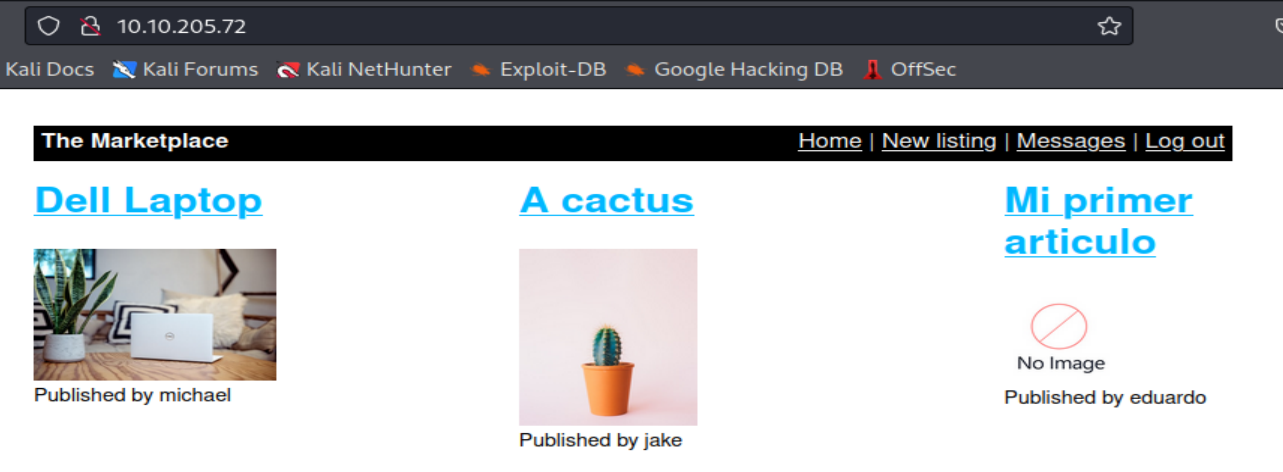 10.10.205.72
Kali Docs Kali Forums Kali NetHunter Exploit-DB Google Hacking DB OffSec
The Marketplace Home | New listing | Messages | Log out
Dell Laptop
Published by michael
A cactus
Published by jake
Mi primer
articulo
No Image
Published by eduardo